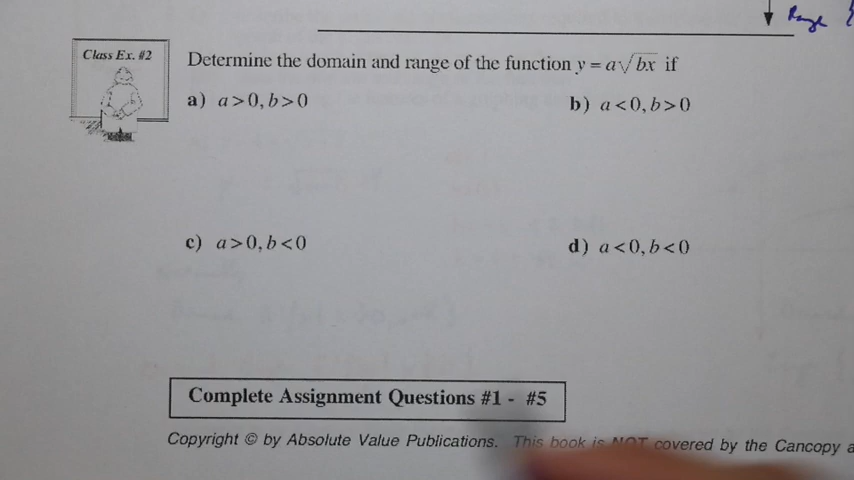 Range {
Class Ex. #2
Determine the domain and range of the function y = a√bx if
a) a>0, b>0
b) a<0, b>0
c) a>0, b<0
d) a<0, b<0
Complete Assignment Questions #1 - #5
Copyright © by Absolute Value Publications. This book is NOT covered by the Cancopy